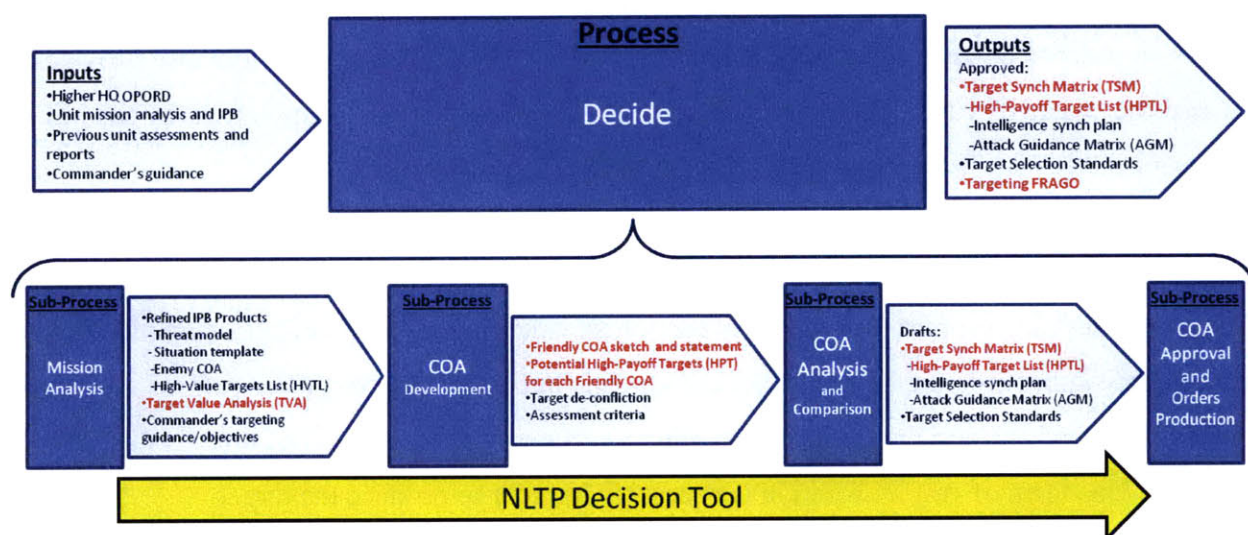 Inputs
•Higher HQ OPORD
•Unit mission analysis and IPB
•Previous unit assessments and
reports
•Commander's guidance
Process
Decide
Outputs
Approved:
•Target Synch Matrix (TSM)
-High-Payoff Target List (HPTL)
-Intelligence synch plan
-Attack Guidance Matrix (AGM)
•Target Selection Standards
•Targeting FRAGO
Sub-Process
Mission
Analysis
•Refined IPB Products
-Threat model
-Situation template
-Enemy COA
-High-Value Targets List (HVTL)
•Target Value Analysis (TVA)
•Commander's targeting
guidance/objectives
Sub-Process
COA
Development
•Friendly COA sketch and statement
•Potential High-Payoff Targets (HPT)
for each Friendly COA
•Target de-confliction
•Assessment criteria
Sub-Process
COA
Analysis
and
Comparison
Drafts:
•Target Synch Matrix (TSM)
-High-Payoff Target List (HPTL)
-Intelligence synch plan
-Attack Guidance Matrix (AGM)
•Target Selection Standards
Sub-Process
COA
Approval
and
Orders
Production
NLTP Decision Tool